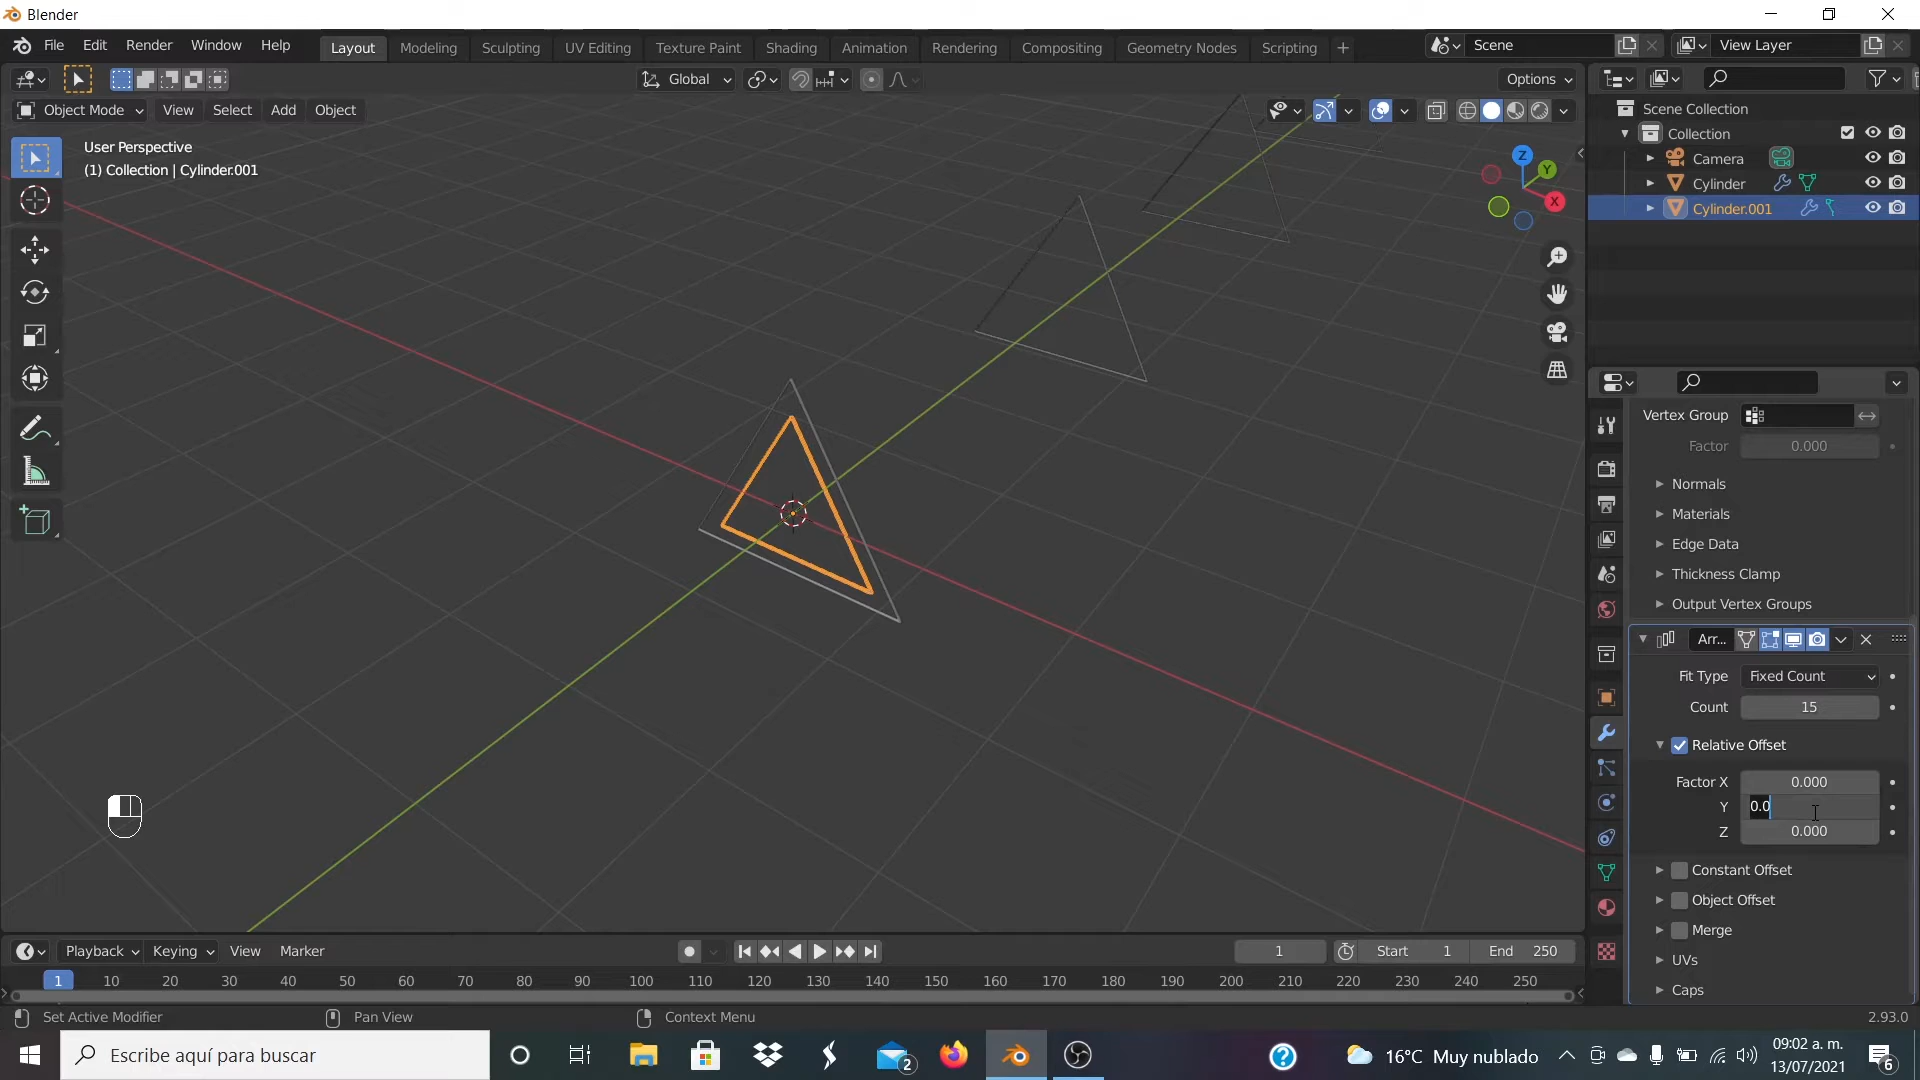 Blender
File Edit Render Window Help Layout Modeling Sculpting UV Editing Texture Paint Shading Animation Rendering Compositing Geometry Nodes Scripting + Scene View Layer
Global Options
Object Mode View Select Add Object
User Perspective
(1) Collection | Cylinder.001
Z
Y
X
Scene Collection
Collection
Camera
Cylinder
Cylinder.001
Vertex Group
Factor 0.000
Normals
Materials
Edge Data
Thickness Clamp
Output Vertex Groups
Arr...
Fit Type Fixed Count
Count 15
Relative Offset
Factor X 0.000
Y 0.0
Z 0.000
Constant Offset
Object Offset
Merge
UVs
Caps
Playback Keying View Marker 1 Start 1 End 250
1 10 20 30 40 50 60 70 80 90 100 110 120 130 140 150 160 170 180 190 200 210 220 230 240 250
Set Active Modifier Pan View Context Menu 2.93.0
Escribe aquí para buscar 2 16°C Muy nublado 09:02 a. m.
13/07/2021 6